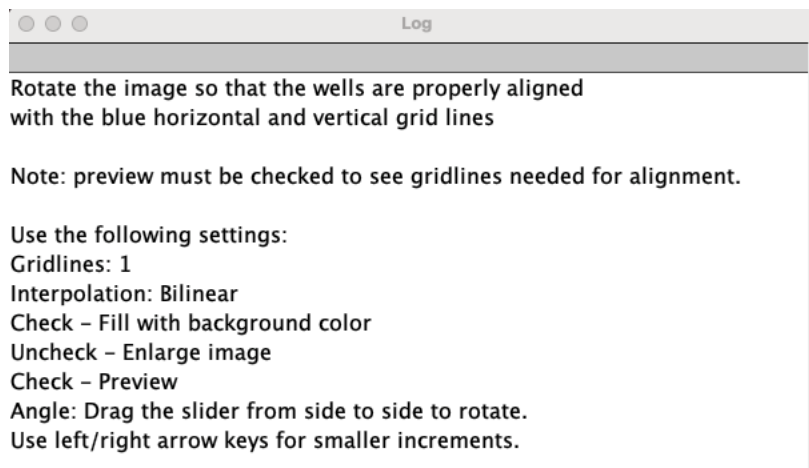 Log
Rotate the image so that the wells are properly aligned
with the blue horizontal and vertical grid lines
Note: preview must be checked to see gridlines needed for alignment.
Use the following settings:
Gridlines: 1
Interpolation: Bilinear
Check – Fill with background color
Uncheck – Enlarge image
Check – Preview
Angle: Drag the slider from side to side to rotate.
Use left/right arrow keys for smaller increments.